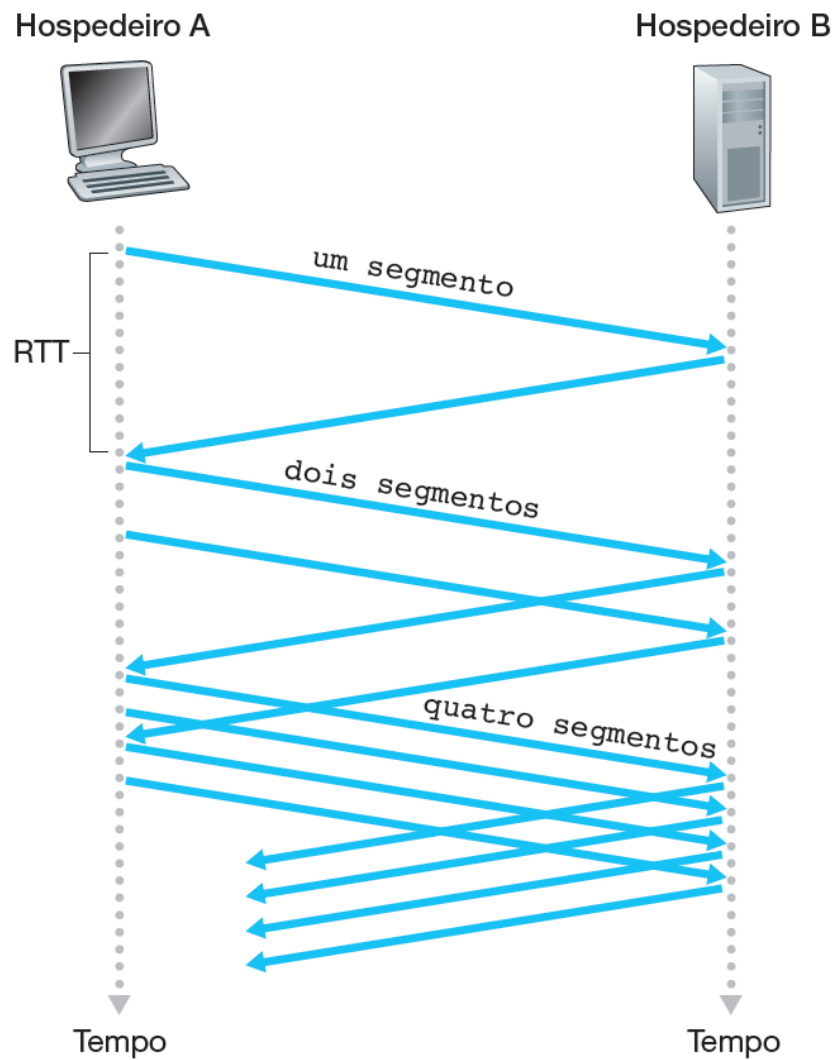 Hospedeiro A
Hospedeiro B
um segmento
RTT
dois segmentos
quatro segmentos
Tempo
Tempo